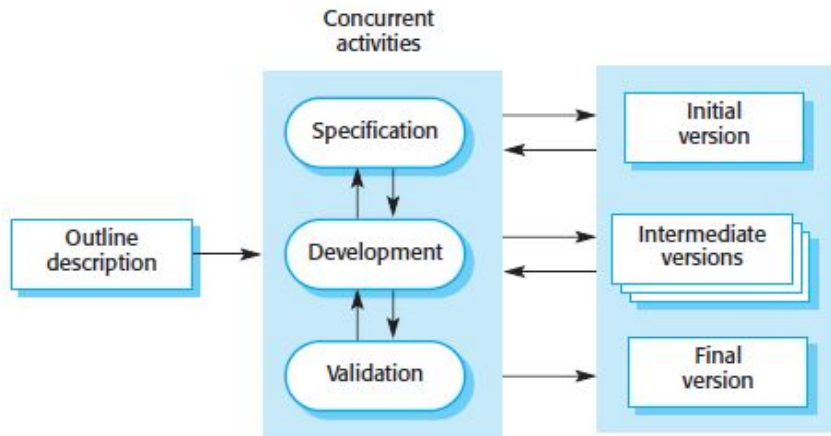 Concurrent
activities
Specification
Initial
version
Outline
description
Development
Intermediate
versions
Validation
Final
version